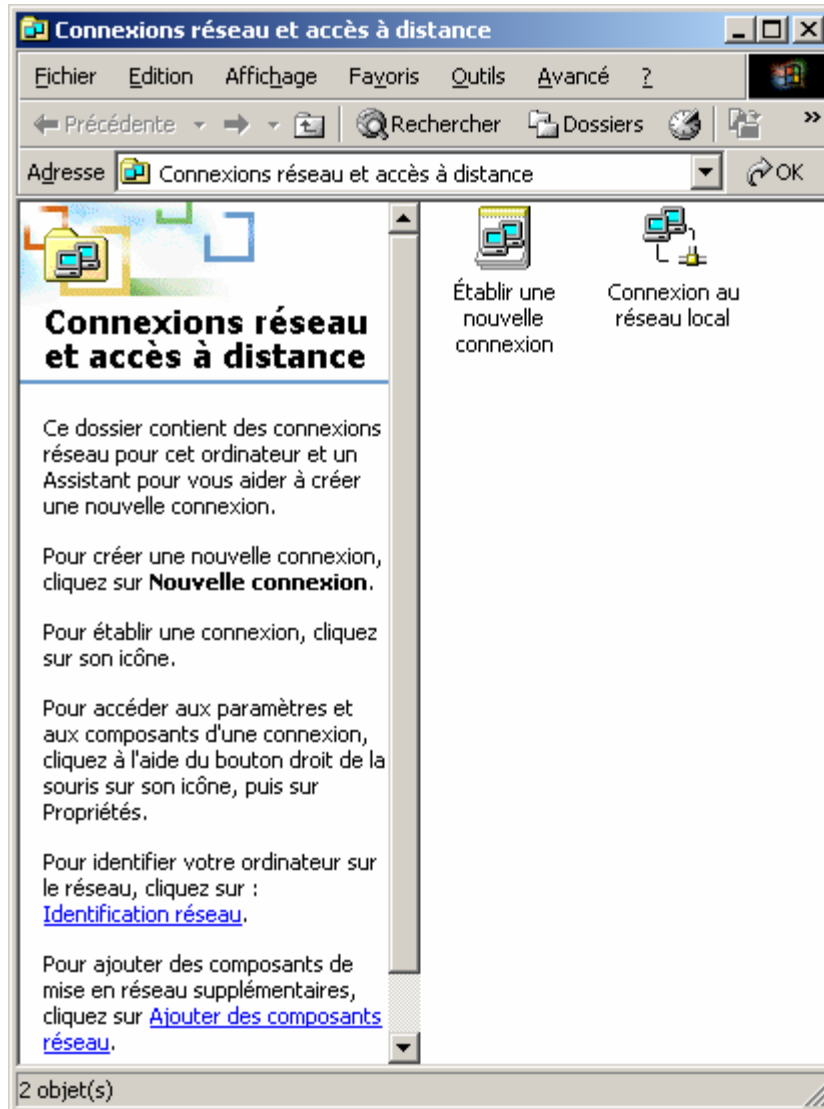 Connexions réseau et accès à distance
Fichier Edition Affichage Favoris Outils Avancé ?
Précédente Rechercher Dossiers »
Adresse Connexions réseau et accès à distance OK
Connexions réseau
et accès à distance
Ce dossier contient des connexions
réseau pour cet ordinateur et un
Assistant pour vous aider à créer
une nouvelle connexion.
Pour créer une nouvelle connexion,
cliquez sur Nouvelle connexion.
Pour établir une connexion, cliquez
sur son icône.
Pour accéder aux paramètres et
aux composants d'une connexion,
cliquez à l'aide du bouton droit de la
souris sur son icône, puis sur
Propriétés.
Pour identifier votre ordinateur sur
le réseau, cliquez sur :
Identification réseau.
Pour ajouter des composants de
mise en réseau supplémentaires,
cliquez sur Ajouter des composants
réseau.
Établir une
nouvelle
connexion
Connexion au
réseau local
2 objet(s)